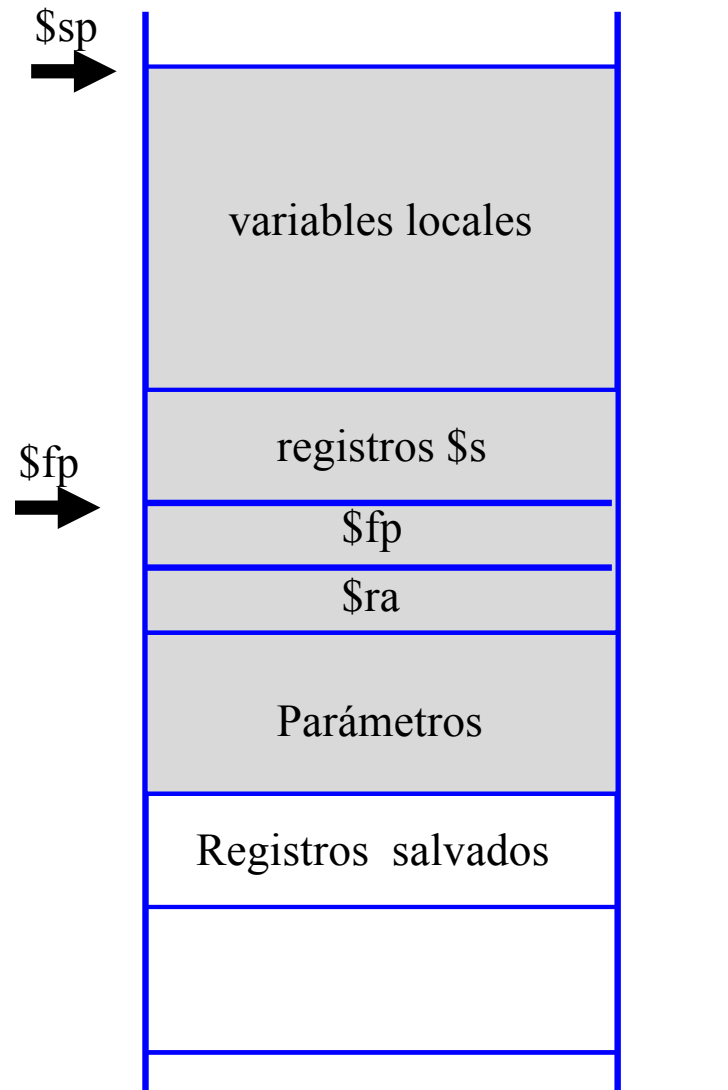 $sp
variables locales
registros $s
$fp
$fp
$ra
Parámetros
Registros salvados